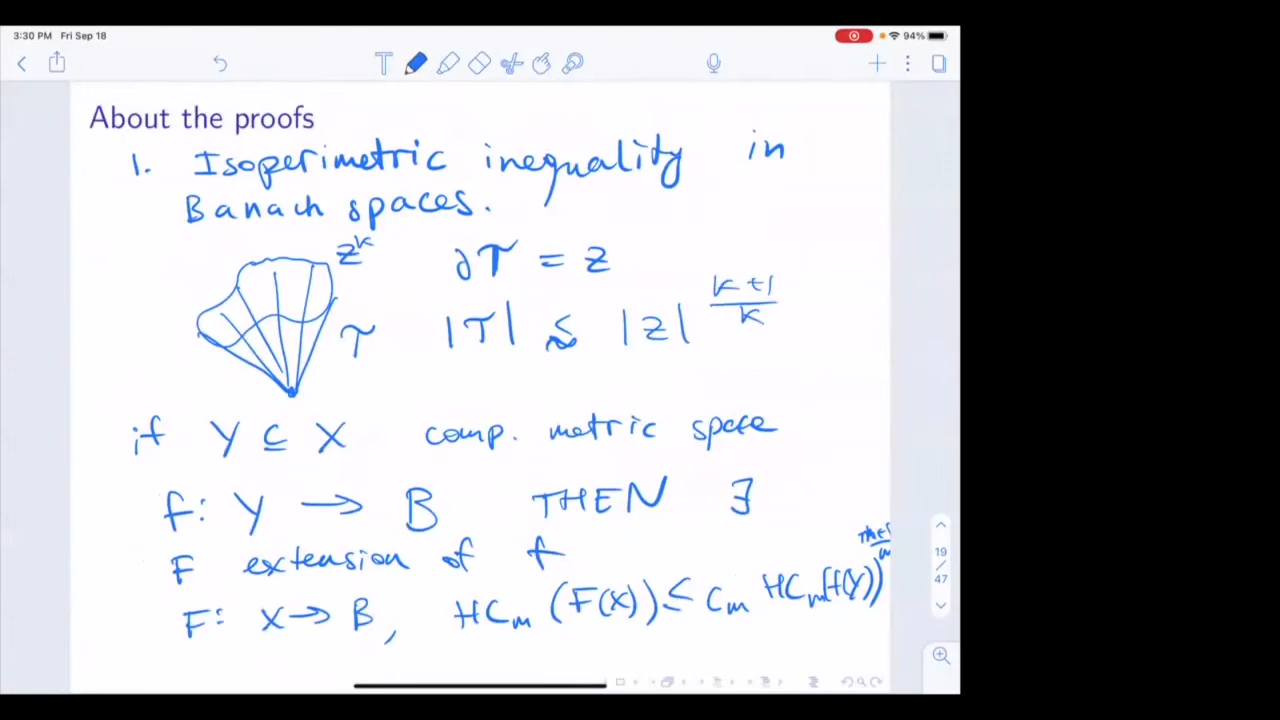 3:30 PM Fri Sep 18
94%
About the proofs
1. Isoperimetric inequality in
Banach spaces.
z^k
∂T = z
T |T| ≲ |z|^{\frac{k+1}{k}}
if Y ⊆ X comp. metric space
f: Y → B THEN ∃
F extension of f
F: X → B, HC_m (F(X)) ≤ C_m HC_m(f(Y))
19
/
47